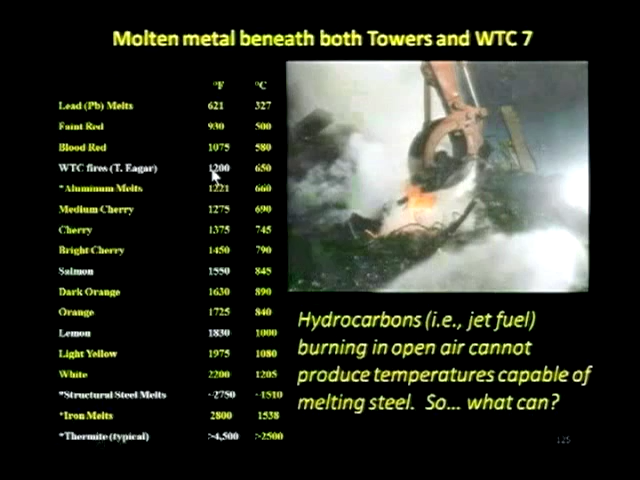 Molten metal beneath both Towers and WTC 7
°F °C
Lead (Pb) Melts 621 327
Faint Red 930 500
Blood Red 1075 580
WTC fires (T. Eagar) 1200 650
*Aluminum Melts 1221 660
Medium Cherry 1275 690
Cherry 1375 745
Bright Cherry 1450 790
Salmon 1550 845
Dark Orange 1630 890
Orange 1725 840
Lemon 1830 1000
Light Yellow 1975 1080
White 2200 1205
*Structural Steel Melts ~2750 ~1510
*Iron Melts 2800 1538
*Thermite (typical) >4,500 >2500
Hydrocarbons (i.e., jet fuel)
burning in open air cannot
produce temperatures capable of
melting steel. So... what can?
125